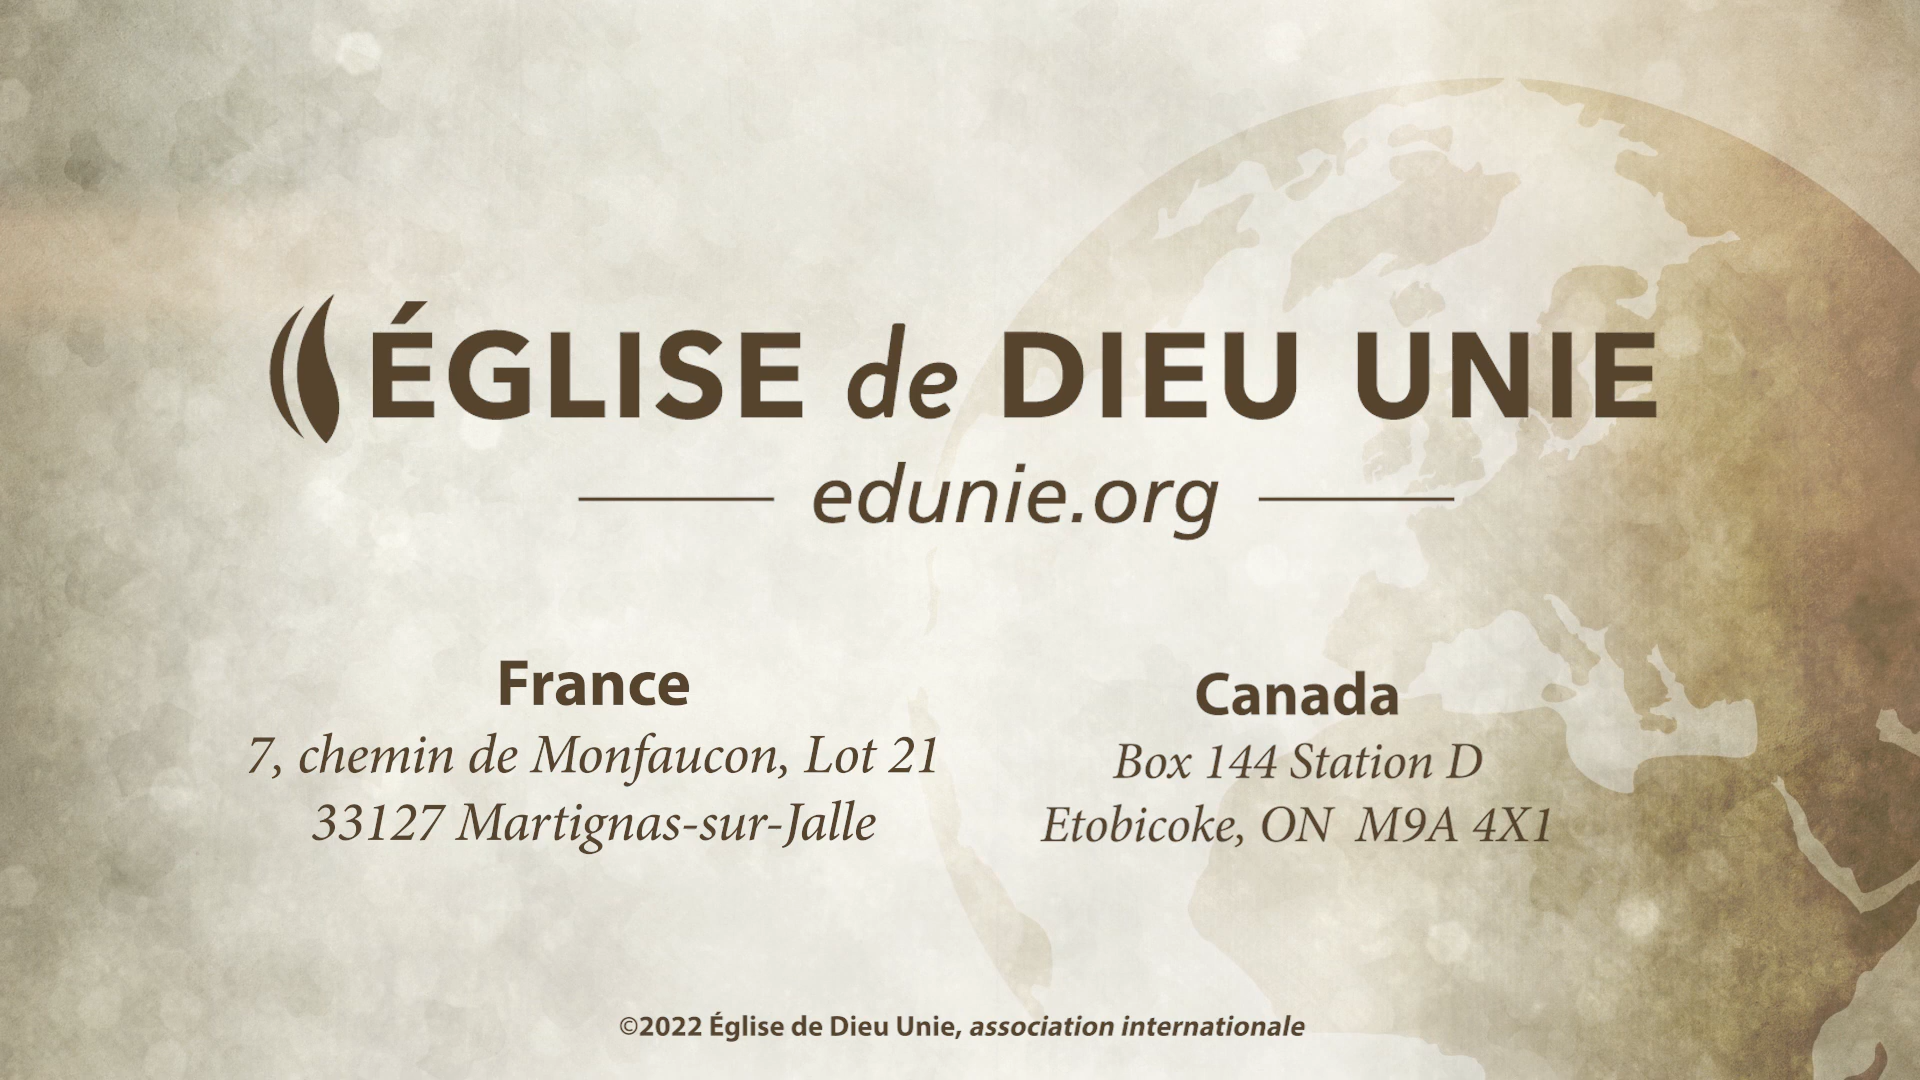 ÉGLISE de DIEU UNIE
edunie.org
France
7, chemin de Monfaucon, Lot 21
33127 Martignas-sur-Jalle
Canada
Box 144 Station D
Etobicoke, ON  M9A 4X1
©2022 Église de Dieu Unie, association internationale